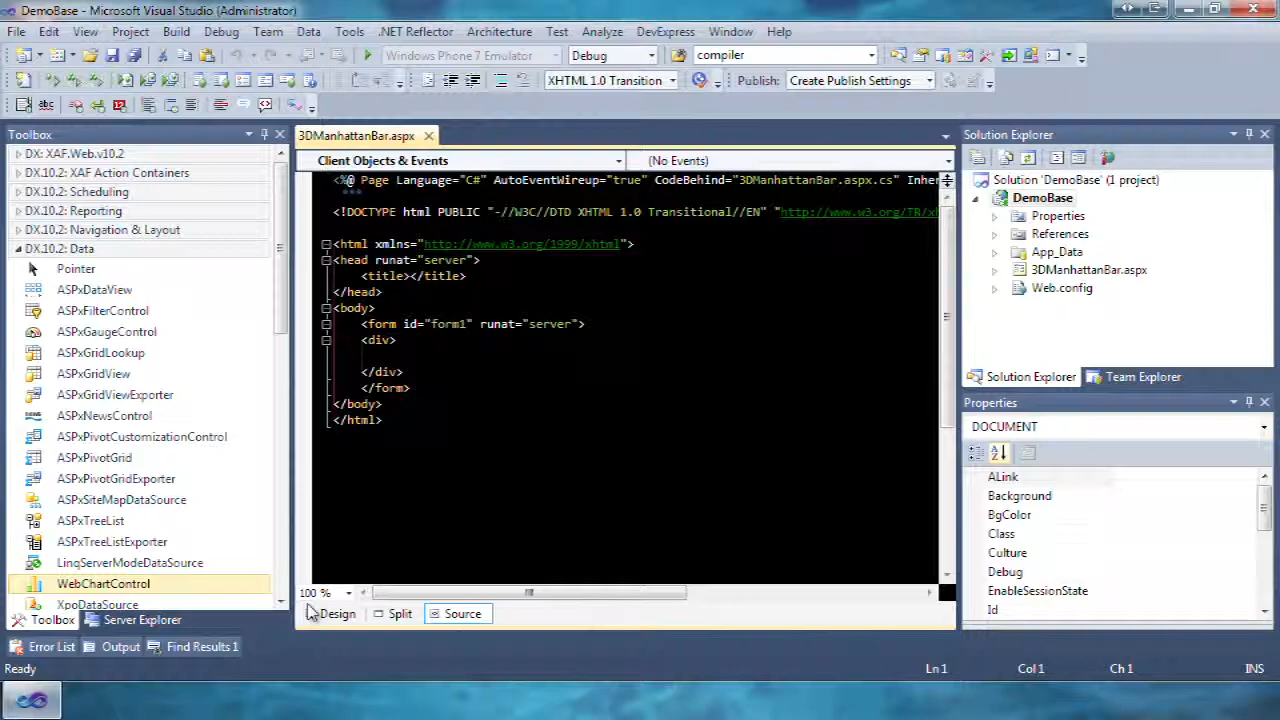 DemoBase - Microsoft Visual Studio (Administrator)
File Edit View Project Build Debug Team Data Tools .NET Reflector Architecture Test Analyze DevExpress Window Help
Windows Phone 7 Emulator Debug compiler
XHTML 1.0 Transition Publish: Create Publish Settings
abc 12
Toolbox
DX: XAF.Web.v10.2
DX.10.2: XAF Action Containers
DX.10.2: Scheduling
DX.10.2: Reporting
DX.10.2: Navigation & Layout
DX.10.2: Data
Pointer
ASPxDataView
ASPxFilterControl
ASPxGaugeControl
ASPxGridLookup
ASPxGridView
ASPxGridViewExporter
ASPxNewsControl
ASPxPivotCustomizationControl
ASPxPivotGrid
ASPxPivotGridExporter
ASPxSiteMapDataSource
ASPxTreeList
ASPxTreeListExporter
LinqServerModeDataSource
WebChartControl
XpoDataSource
Toolbox Server Explorer
3DManhattanBar.aspx
Client Objects & Events (No Events)
<%@ Page Language="C#" AutoEventWireup="true" CodeBehind="3DManhattanBar.aspx.cs" Inher
<!DOCTYPE html PUBLIC "-//W3C//DTD XHTML 1.0 Transitional//EN" "http://www.w3.org/TR/xh
<html xmlns="http://www.w3.org/1999/xhtml">
<head runat="server">
<title></title>
</head>
<body>
<form id="form1" runat="server">
<div>
</div>
</form>
</body>
</html>
100 %
Design Split Source
Solution Explorer
Solution 'DemoBase' (1 project)
DemoBase
Properties
References
App_Data
3DManhattanBar.aspx
Web.config
Solution Explorer Team Explorer
Properties
DOCUMENT
ALink
Background
BgColor
Class
Culture
Debug
EnableSessionState
Id
Error List Output Find Results 1
Ready Ln 1 Col 1 Ch 1 INS